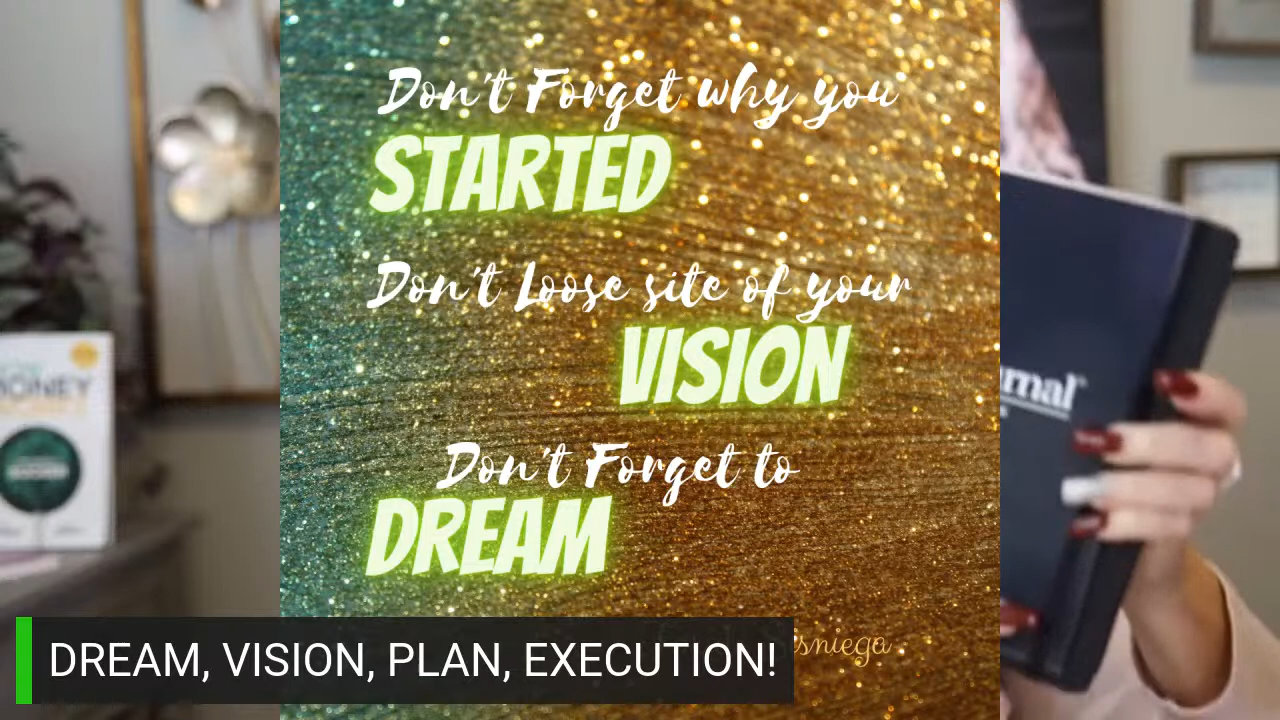 Don't Forget why you
STARTED
Don't Loose site of your
VISION
Don't Forget to
DREAM
MONEY
DREAM, VISION, PLAN, EXECUTION!